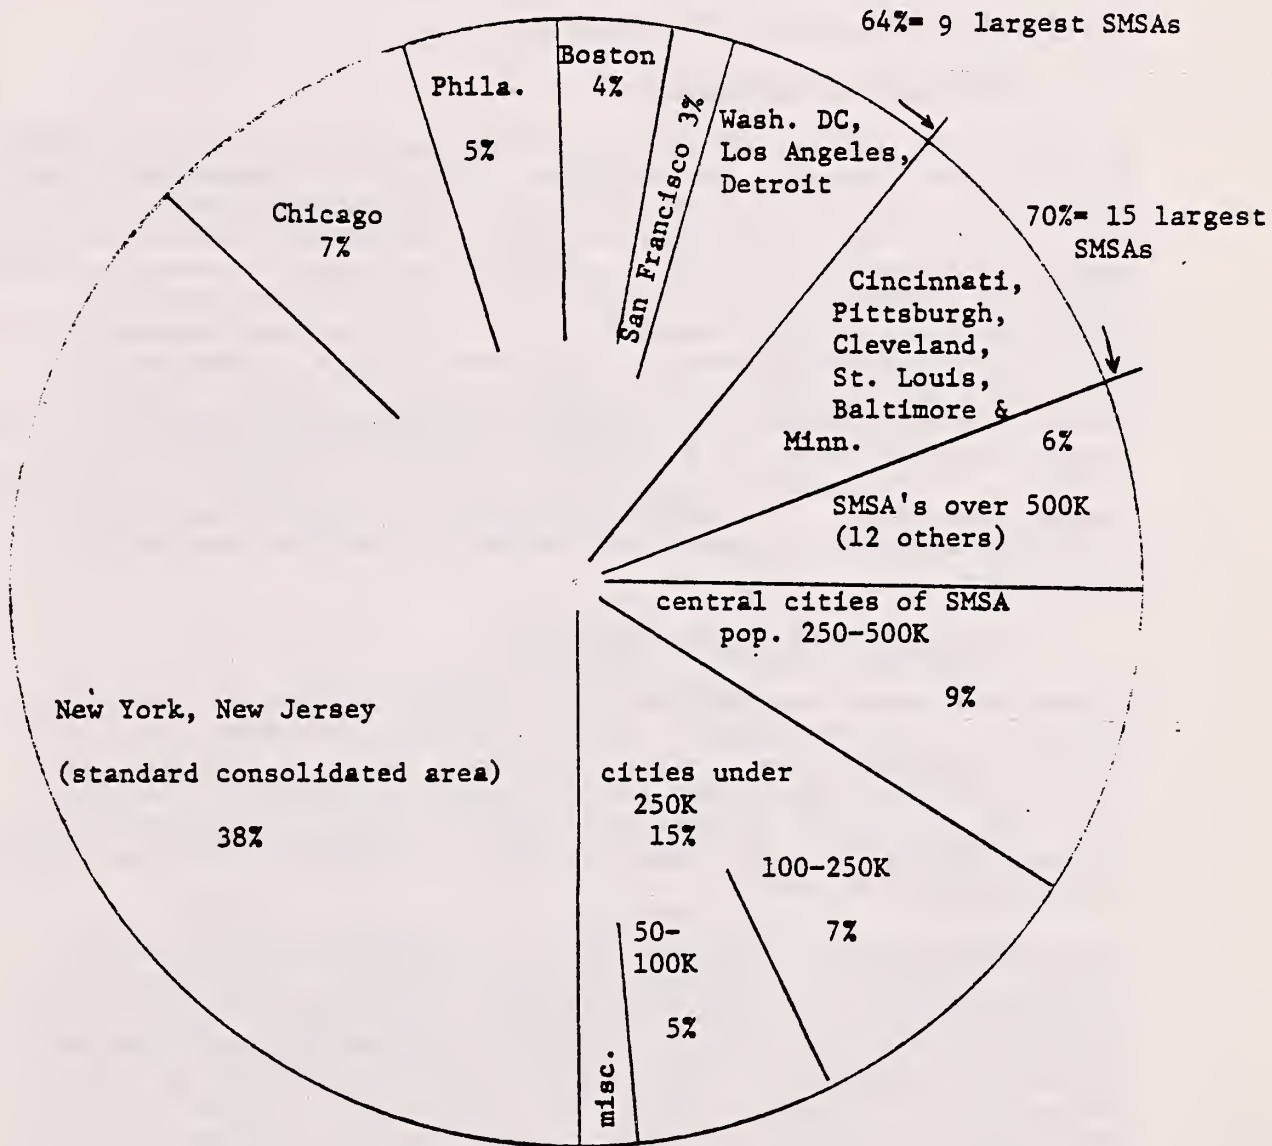 64%= 9 largest SMSAs
Phila.
5%
Boston
4%
San Francisco 3%
Wash. DC,
Los Angeles,
Detroit
Chicago
7%
70%= 15 largest
SMSAs
Cincinnati,
Pittsburgh,
Cleveland,
St. Louis,
Baltimore &
Minn.
6%
SMSA's over 500K
(12 others)
central cities of SMSA
pop. 250-500K
9%
New York, New Jersey
(standard consolidated area)
38%
cities under
250K
15%
100-250K
7%
50-
100K
5%
misc.